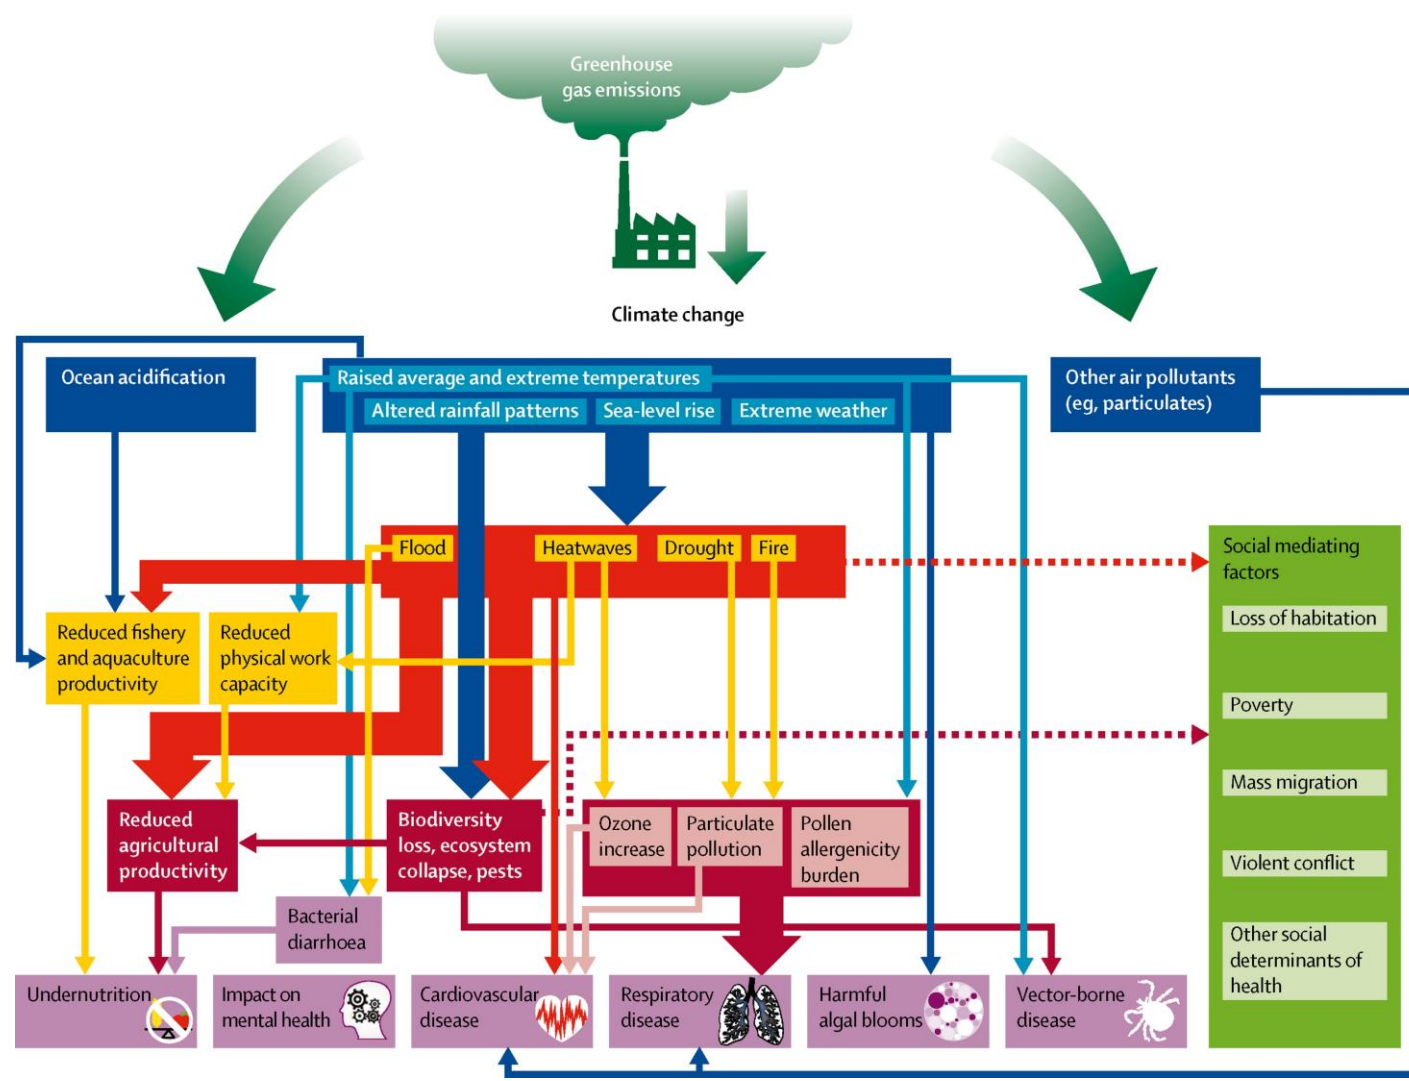 Greenhouse
gas emissions
Climate change
Ocean acidification
Raised average and extreme temperatures
Altered rainfall patterns
Sea-level rise
Extreme weather
Other air pollutants
(eg, particulates)
Flood
Heatwaves
Drought
Fire
Social mediating
factors
Loss of habitation
Poverty
Mass migration
Violent conflict
Other social
determinants of
health
Reduced fishery
and aquaculture
productivity
Reduced
physical work
capacity
Reduced
agricultural
productivity
Biodiversity
loss, ecosystem
collapse, pests
Ozone
increase
Particulate
pollution
Pollen
allergenicity
burden
Bacterial
diarrhoea
Undernutrition
Impact on
mental health
Cardiovascular
disease
Respiratory
disease
Harmful
algal blooms
Vector-borne
disease